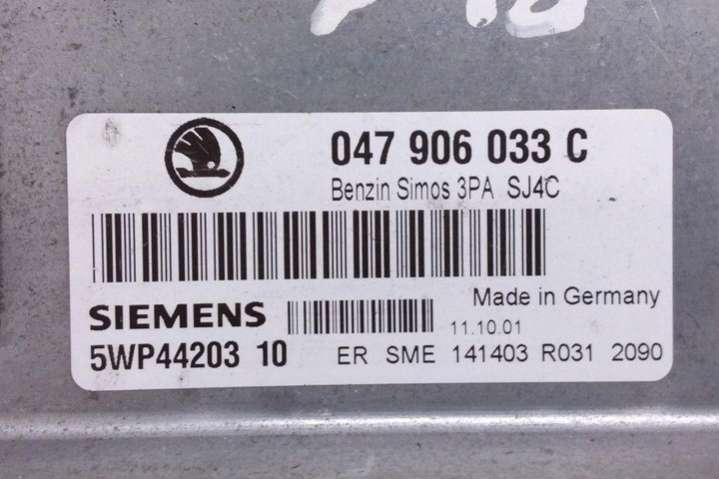 047 906 033 C
Benzin Simos 3PA SJ4C
Made in Germany
SIEMENS
11.10.01
5WP44203 10
ER SME 141403 R031 2090